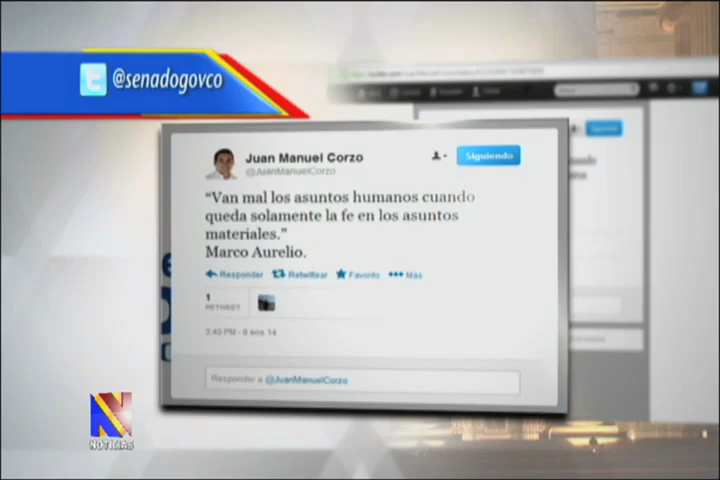 @senadogovco
Juan Manuel Corzo
@JuanManuelCorzo
Siguiendo
“Van mal los asuntos humanos cuando
queda solamente la fe en los asuntos
materiales.”
Marco Aurelio.
Responder Retwittear Favorito Más
1
RETWEET
3:40 PM - 8 ene 14
Responder a @JuanManuelCorzo
N
NOTICIAS